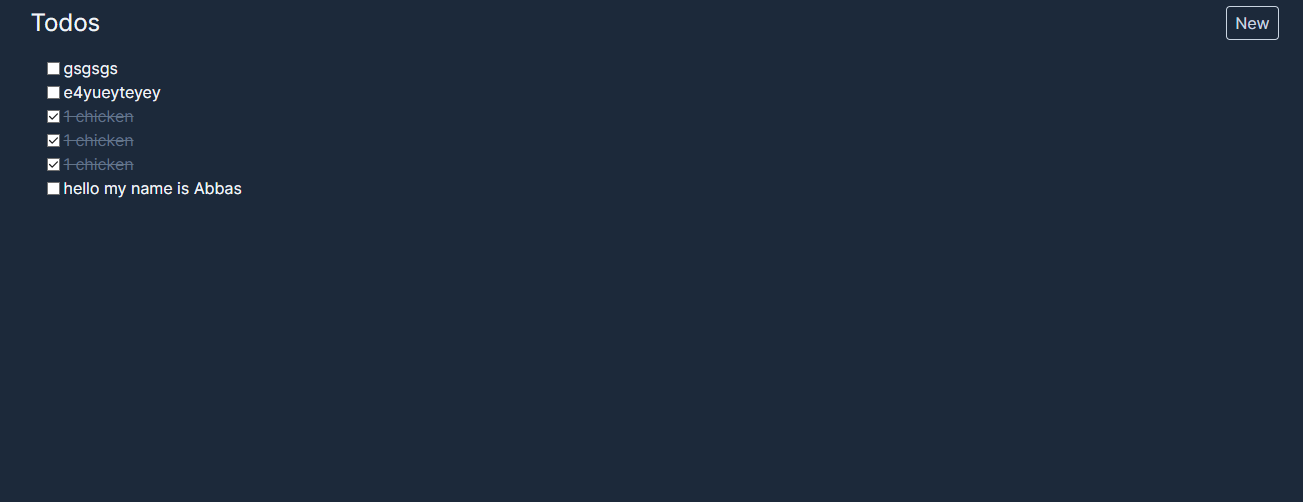 Todos
New
gsgsgs
e4yueyteyey
1 chicken
1 chicken
1 chicken
hello my name is Abbas